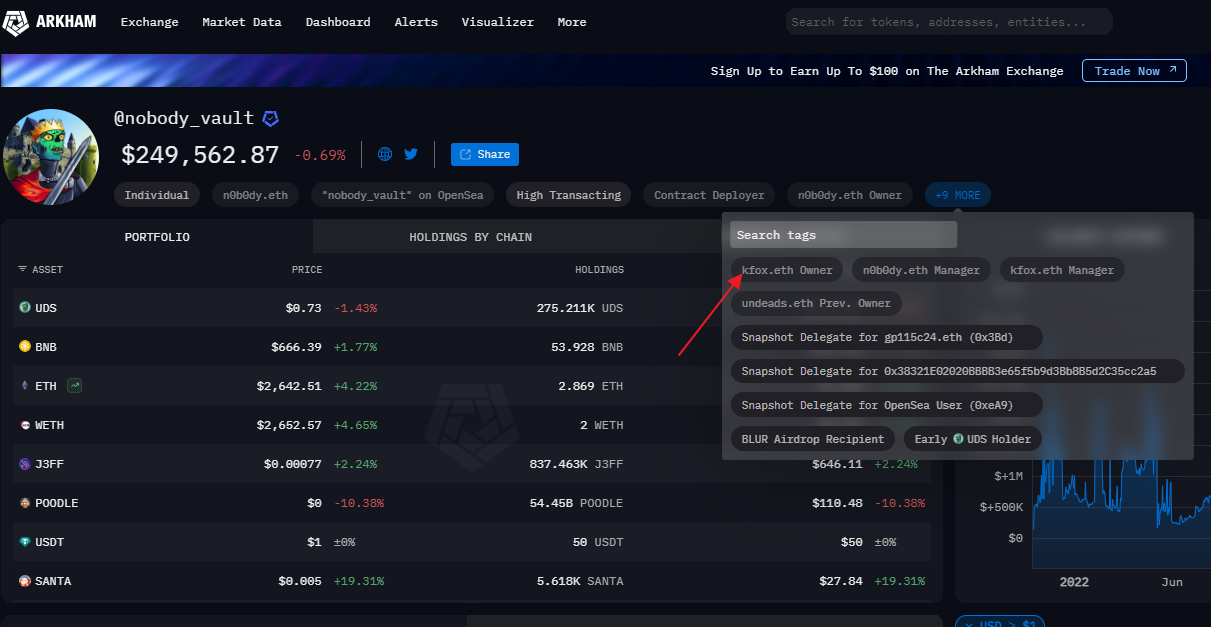 ARKHAM Exchange Market Data Dashboard Alerts Visualizer More Search for tokens, addresses, entities...
Sign Up to Earn Up To $100 on The Arkham Exchange Trade Now
@nobody_vault
$249,562.87 -0.69% Share
Individual n0b0dy.eth "nobody_vault" on OpenSea High Transacting Contract Deployer n0b0dy.eth Owner +9 MORE
Search tags
kfox.eth Owner n0b0dy.eth Manager kfox.eth Manager
undeads.eth Prev. Owner
Snapshot Delegate for gp115c24.eth (0x3Bd)
Snapshot Delegate for 0x38321E02020BBBB3e65f5b9d3Bb8B5d2C35cc2a5
Snapshot Delegate for OpenSea User (0xeA9)
BLUR Airdrop Recipient Early UDS Holder
PORTFOLIO HOLDINGS BY CHAIN
ASSET PRICE HOLDINGS
UDS $0.73 -1.43% 275.211K UDS
BNB $666.39 +1.77% 53.928 BNB
ETH $2,642.51 +4.22% 2.869 ETH
WETH $2,652.57 +4.65% 2 WETH
J3FF $0.00077 +2.24% 837.463K J3FF $646.11 +2.24%
POODLE $0 -10.38% 54.45B POODLE $110.48 -10.38%
USDT $1 ±0% 50 USDT $50 ±0%
SANTA $0.005 +19.31% 5.618K SANTA $27.84 +19.31%
$+1M
$+500K
$0
2022 Jun
× USD > $1